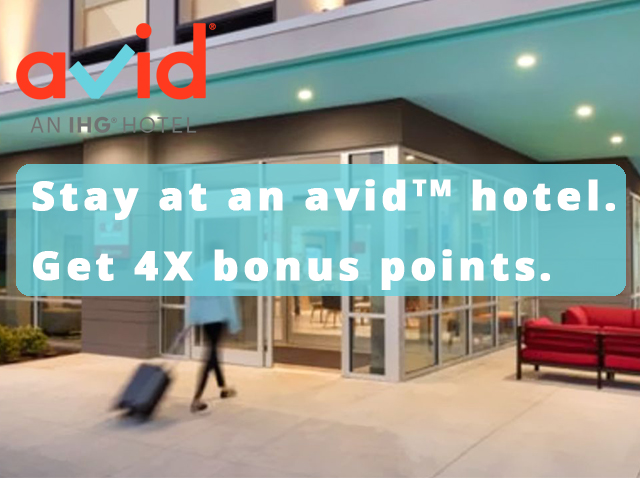 avid®
AN IHG® HOTEL
Stay at an avid™ hotel.
Get 4X bonus points.